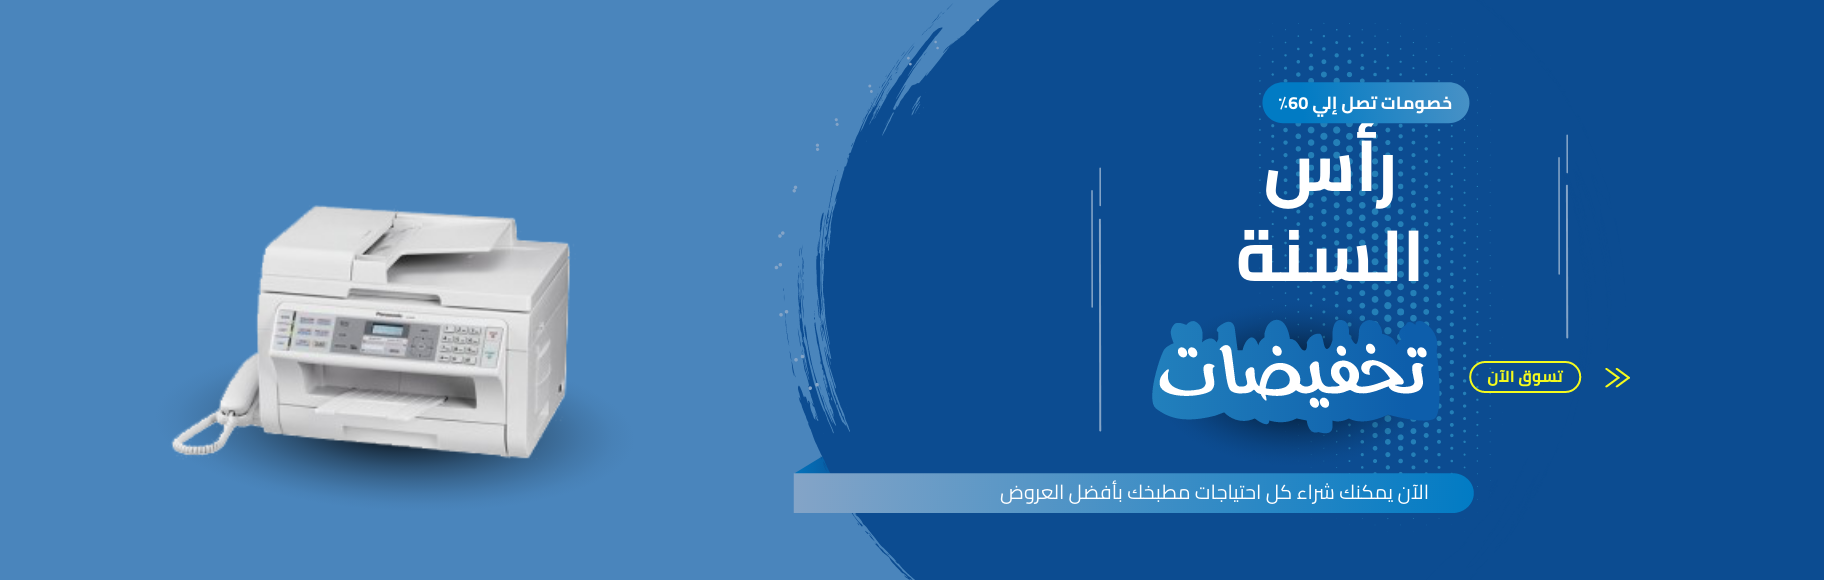 خصومات تصل إلي 60٪
رأس
السنة
تخفيضات
تسوق الآن
الآن يمكنك شراء كل احتياجات مطبخك بأفضل العروض
Panasonic